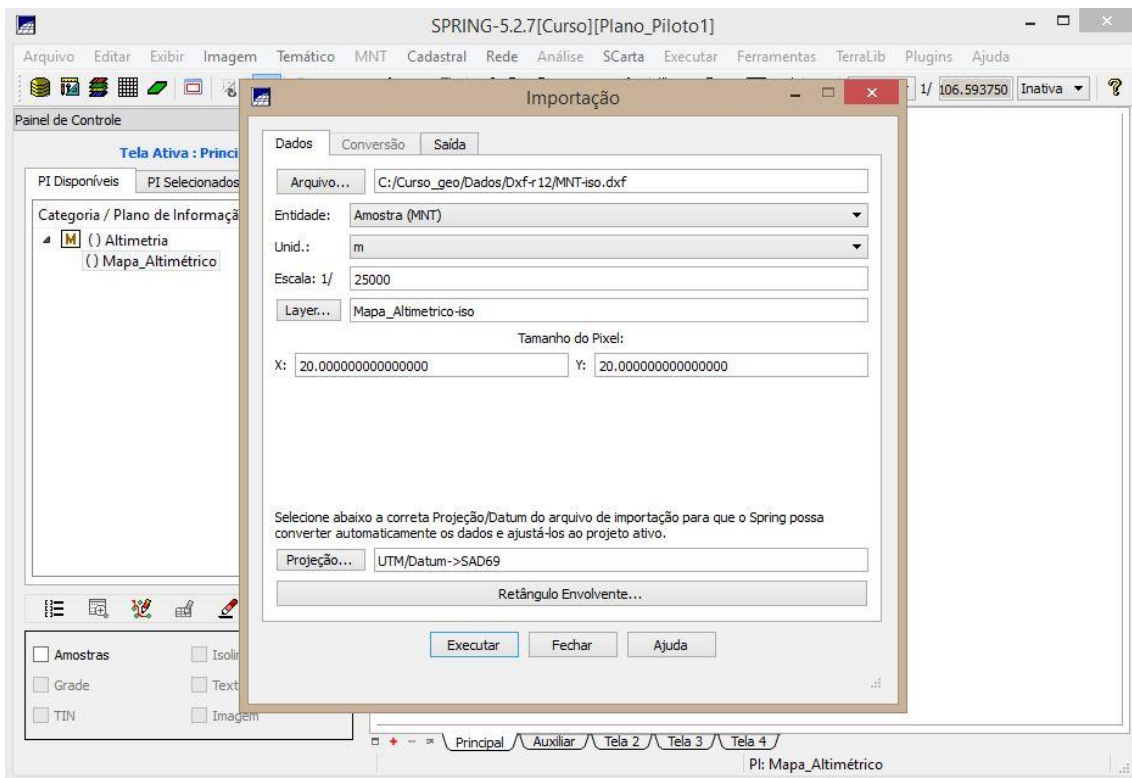 SPRING-5.2.7[Curso][Plano_Piloto1]
Arquivo Editar Exibir Imagem Temático MNT Cadastral Rede Análise SCarta Executar Ferramentas TerraLib Plugins Ajuda
1/ 106.593750 Inativa
Painel de Controle
Tela Ativa : Princi
PI Disponíveis PI Selecionados
Categoria / Plano de Informaçã
M () Altimetria
() Mapa_Altimétrico
Amostras Isolin
Grade Text
TIN Imagem
Importação
Dados Conversão Saída
Arquivo... C:/Curso_geo/Dados/Dxf-r12/MNT-iso.dxf
Entidade: Amostra (MNT)
Unid.: m
Escala: 1/ 25000
Layer... Mapa_Altimetrico-iso
Tamanho do Pixel:
X: 20.000000000000000 Y: 20.000000000000000
Selecione abaixo a correta Projeção/Datum do arquivo de importação para que o Spring possa
converter automaticamente os dados e ajustá-los ao projeto ativo.
Projeção... UTM/Datum->SAD69
Retângulo Envolvente...
Executar Fechar Ajuda
Principal Auxiliar Tela 2 Tela 3 Tela 4
PI: Mapa_Altimétrico